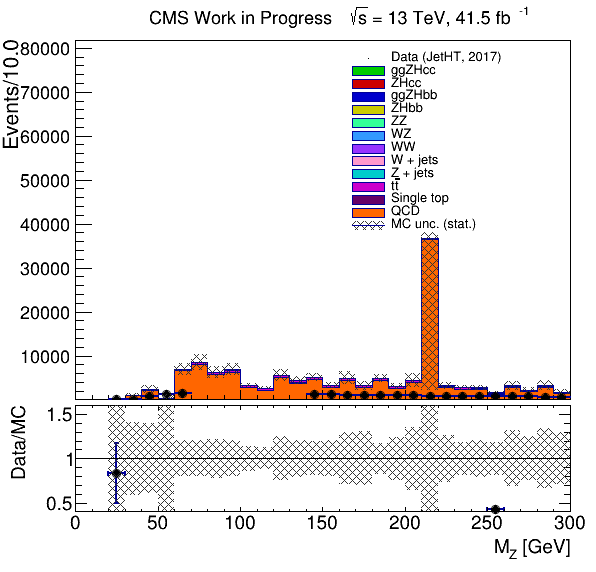 CMS Work in Progress √s = 13 TeV, 41.5 fb⁻¹
Events/10.0
80000
70000
60000
50000
40000
30000
20000
10000
Data (JetHT, 2017)
ggZHcc
ZHcc
ggZHbb
ZHbb
ZZ
WZ
WW
W + jets
Z + jets
tt̄
Single top
QCD
MC unc. (stat.)
Data/MC
1.5
1
0.5
0 50 100 150 200 250 300
M_Z [GeV]